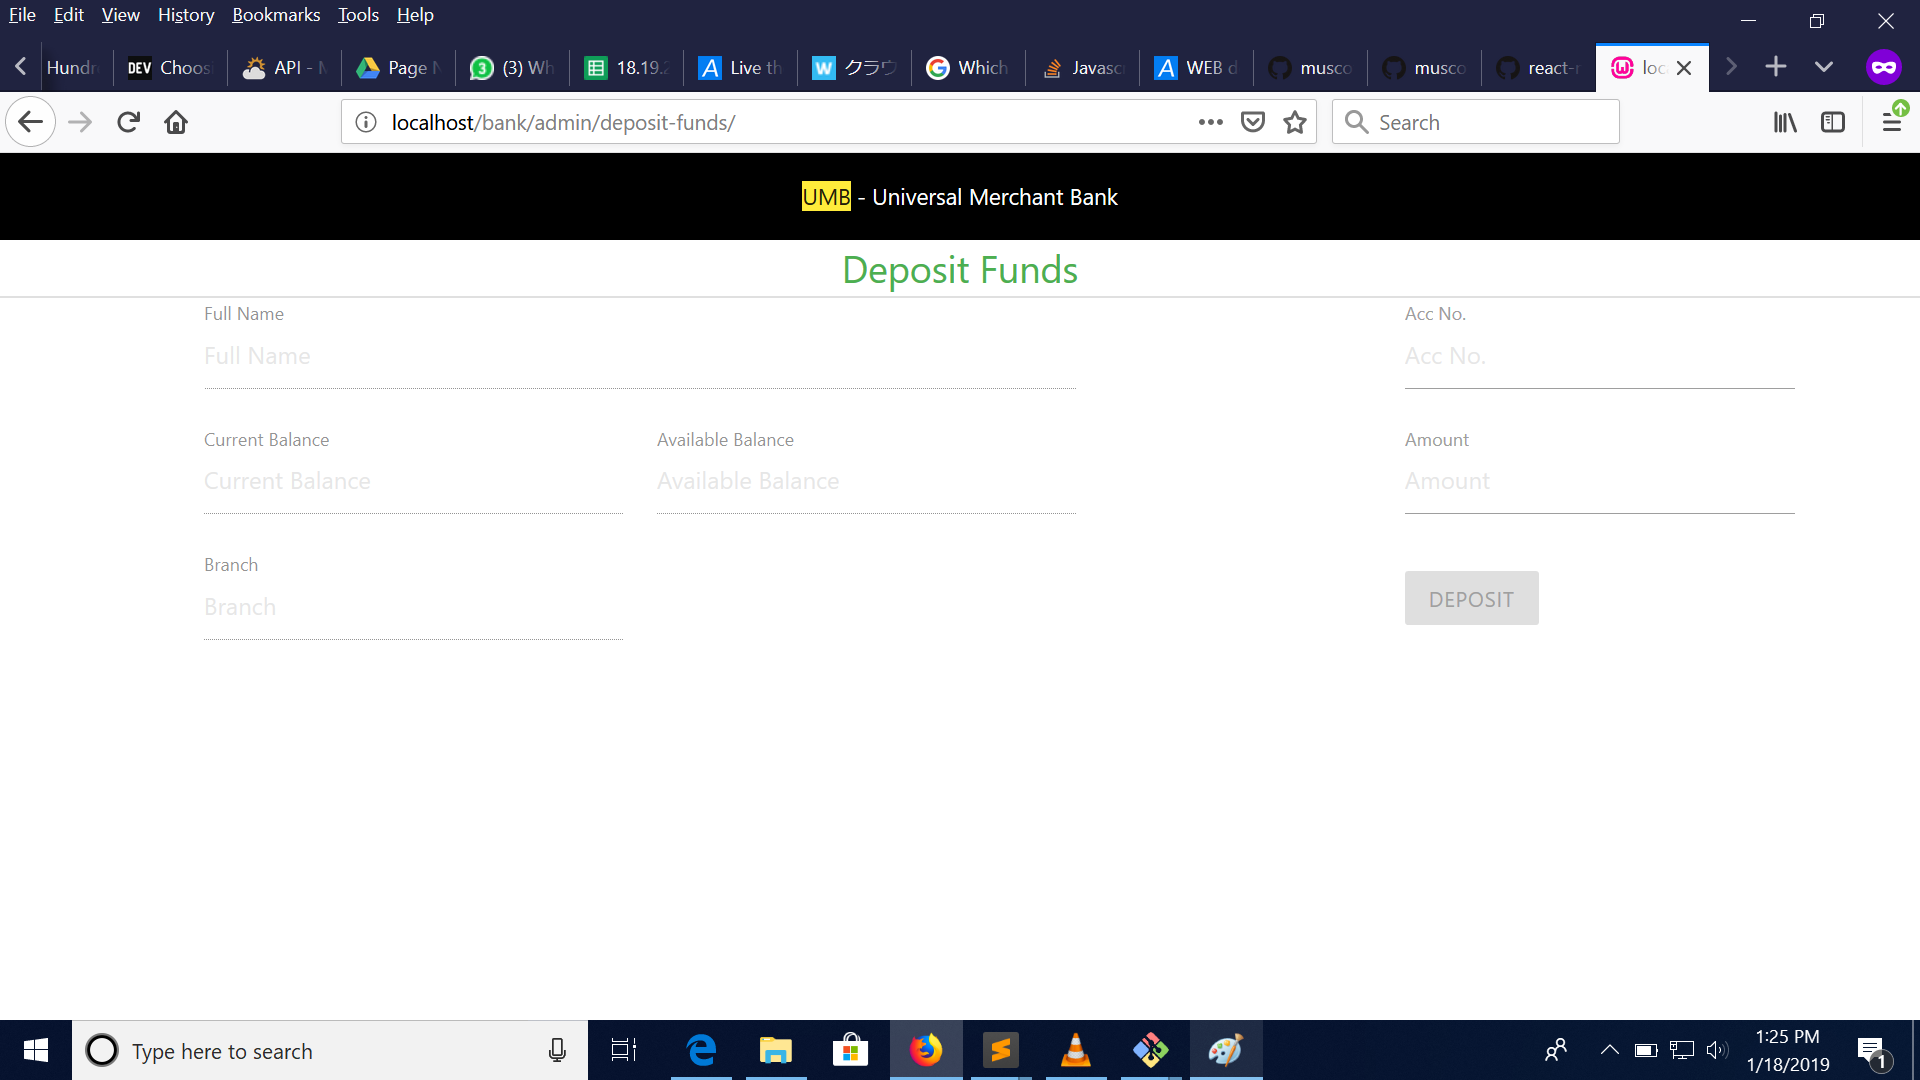 File Edit View History Bookmarks Tools Help
Hundr DEV Choosi API - M Page N 3 (3) Wh 18.19.2 Live th W クラウ Which Javascr WEB d musco musco react-r loc
localhost/bank/admin/deposit-funds/ Search
UMB - Universal Merchant Bank
Deposit Funds
Full Name Acc No.
Full Name Acc No.
Current Balance Available Balance Amount
Current Balance Available Balance Amount
Branch
Branch DEPOSIT
Type here to search
1:25 PM
1/18/2019
1